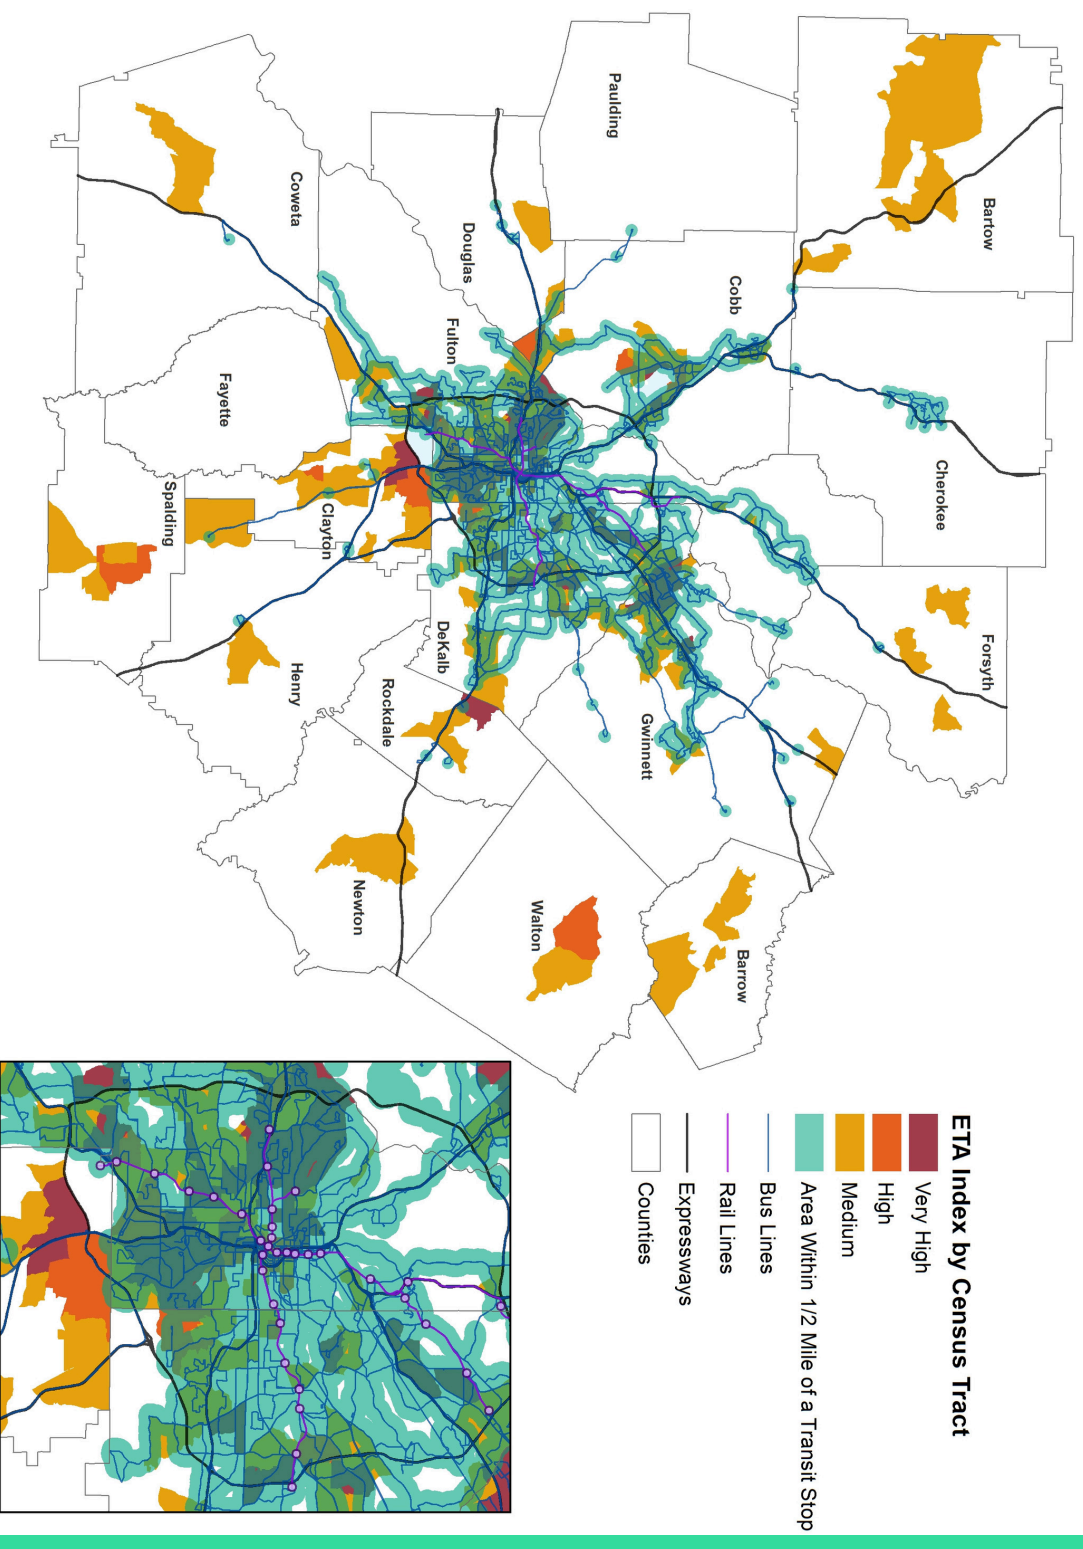 ETA Index by Census Tract
Very High
High
Medium
Area Within 1/2 Mile of a Transit Stop
Bus Lines
Rail Lines
Expressways
Counties
Bartow
Cherokee
Forsyth
Paulding
Cobb
Gwinnett
Barrow
Douglas
Fulton
DeKalb
Walton
Rockdale
Newton
Coweta
Fayette
Clayton
Henry
Spalding